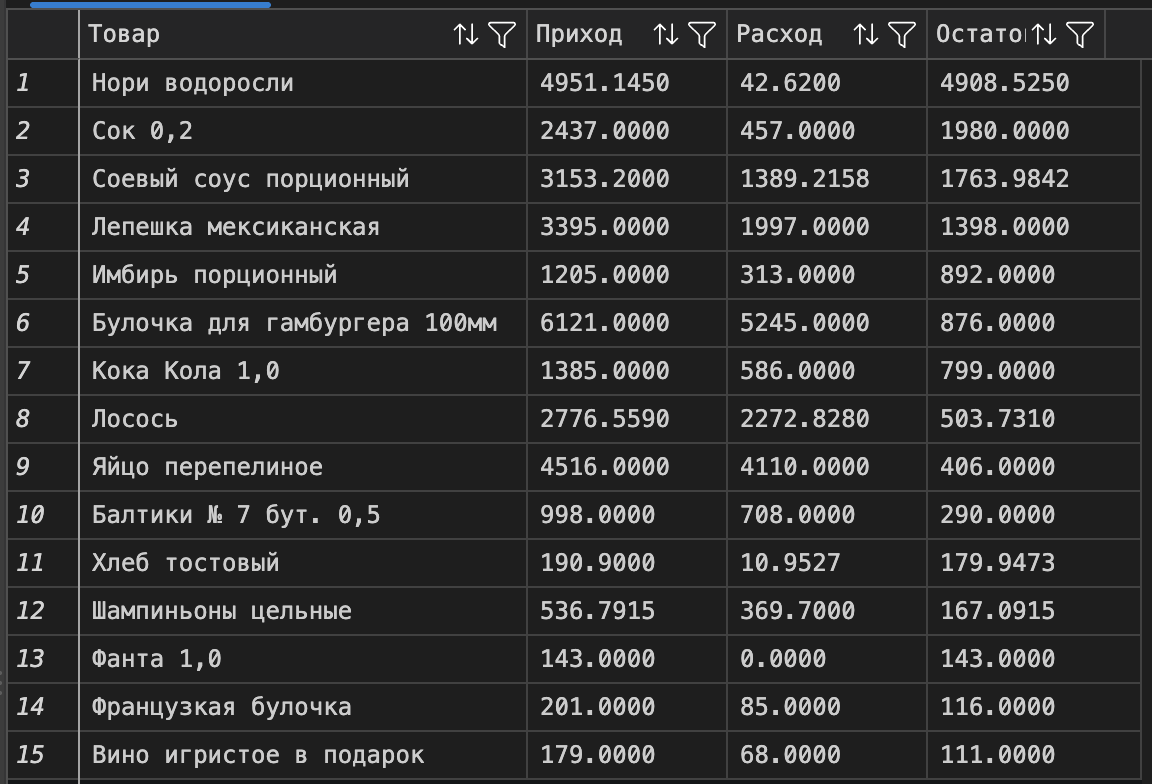 Товар Приход Расход Остато
1 Нори водоросли 4951.1450 42.6200 4908.5250
2 Сок 0,2 2437.0000 457.0000 1980.0000
3 Соевый соус порционный 3153.2000 1389.2158 1763.9842
4 Лепешка мексиканская 3395.0000 1997.0000 1398.0000
5 Имбирь порционный 1205.0000 313.0000 892.0000
6 Булочка для гамбургера 100мм 6121.0000 5245.0000 876.0000
7 Кока Кола 1,0 1385.0000 586.0000 799.0000
8 Лосось 2776.5590 2272.8280 503.7310
9 Яйцо перепелиное 4516.0000 4110.0000 406.0000
10 Балтики № 7 бут. 0,5 998.0000 708.0000 290.0000
11 Хлеб тостовый 190.9000 10.9527 179.9473
12 Шампиньоны цельные 536.7915 369.7000 167.0915
13 Фанта 1,0 143.0000 0.0000 143.0000
14 Французкая булочка 201.0000 85.0000 116.0000
15 Вино игристое в подарок 179.0000 68.0000 111.0000